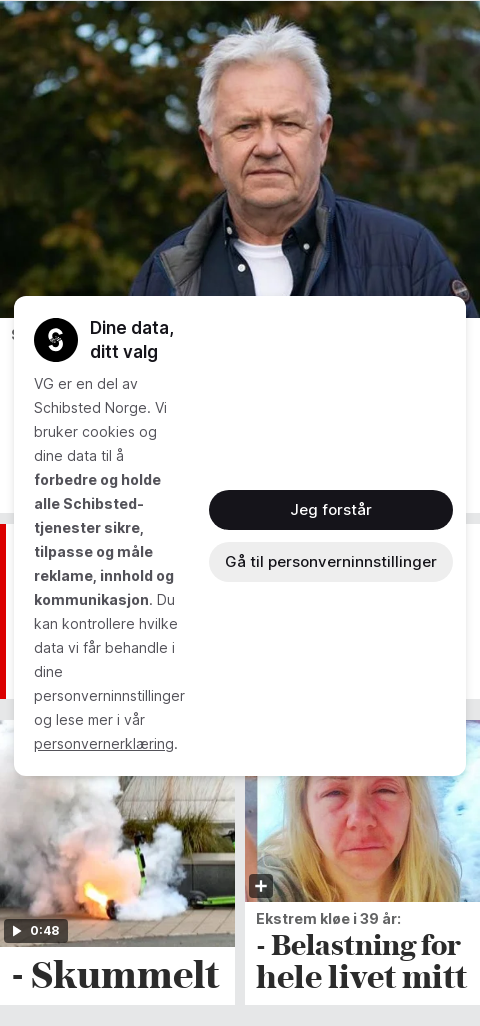 Dine data,
ditt valg
VG er en del av
Schibsted Norge. Vi
bruker cookies og
dine data til å
forbedre og holde
alle Schibsted-
tjenester sikre,
tilpasse og måle
reklame, innhold og
kommunikasjon. Du
kan kontrollere hvilke
data vi får behandle i
dine
personverninnstillinger
og lese mer i vår
personvernerklæring.
Jeg forstår
Gå til personverninnstillinger
0:48
- Skummelt
Ekstrem kløe i 39 år:
- Belastning for
hele livet mitt